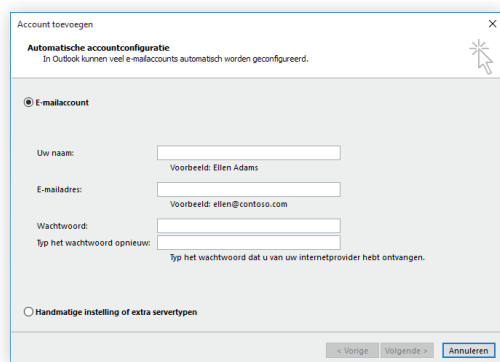 Account toevoegen
Automatische accountconfiguratie
In Outlook kunnen veel e-mailaccounts automatisch worden geconfigureerd.
E-mailaccount
Uw naam:
Voorbeeld: Ellen Adams
E-mailadres:
Voorbeeld: ellen@contoso.com
Wachtwoord:
Typ het wachtwoord opnieuw:
Typ het wachtwoord dat u van uw internetprovider hebt ontvangen.
Handmatige instelling of extra servertypen
< Vorige Volgende > Annuleren